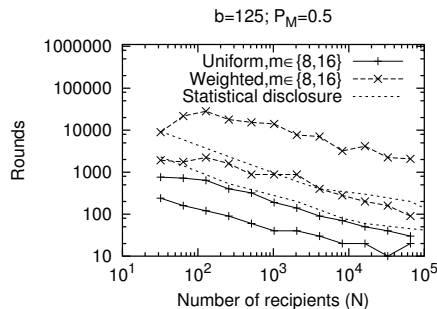 b=125; P_M=0.5
Uniform,m∈{8,16}
Weighted,m∈{8,16}
Statistical disclosure
Rounds
1000000
100000
10000
1000
100
10
10^1
10^2
10^3
10^4
10^5
Number of recipients (N)